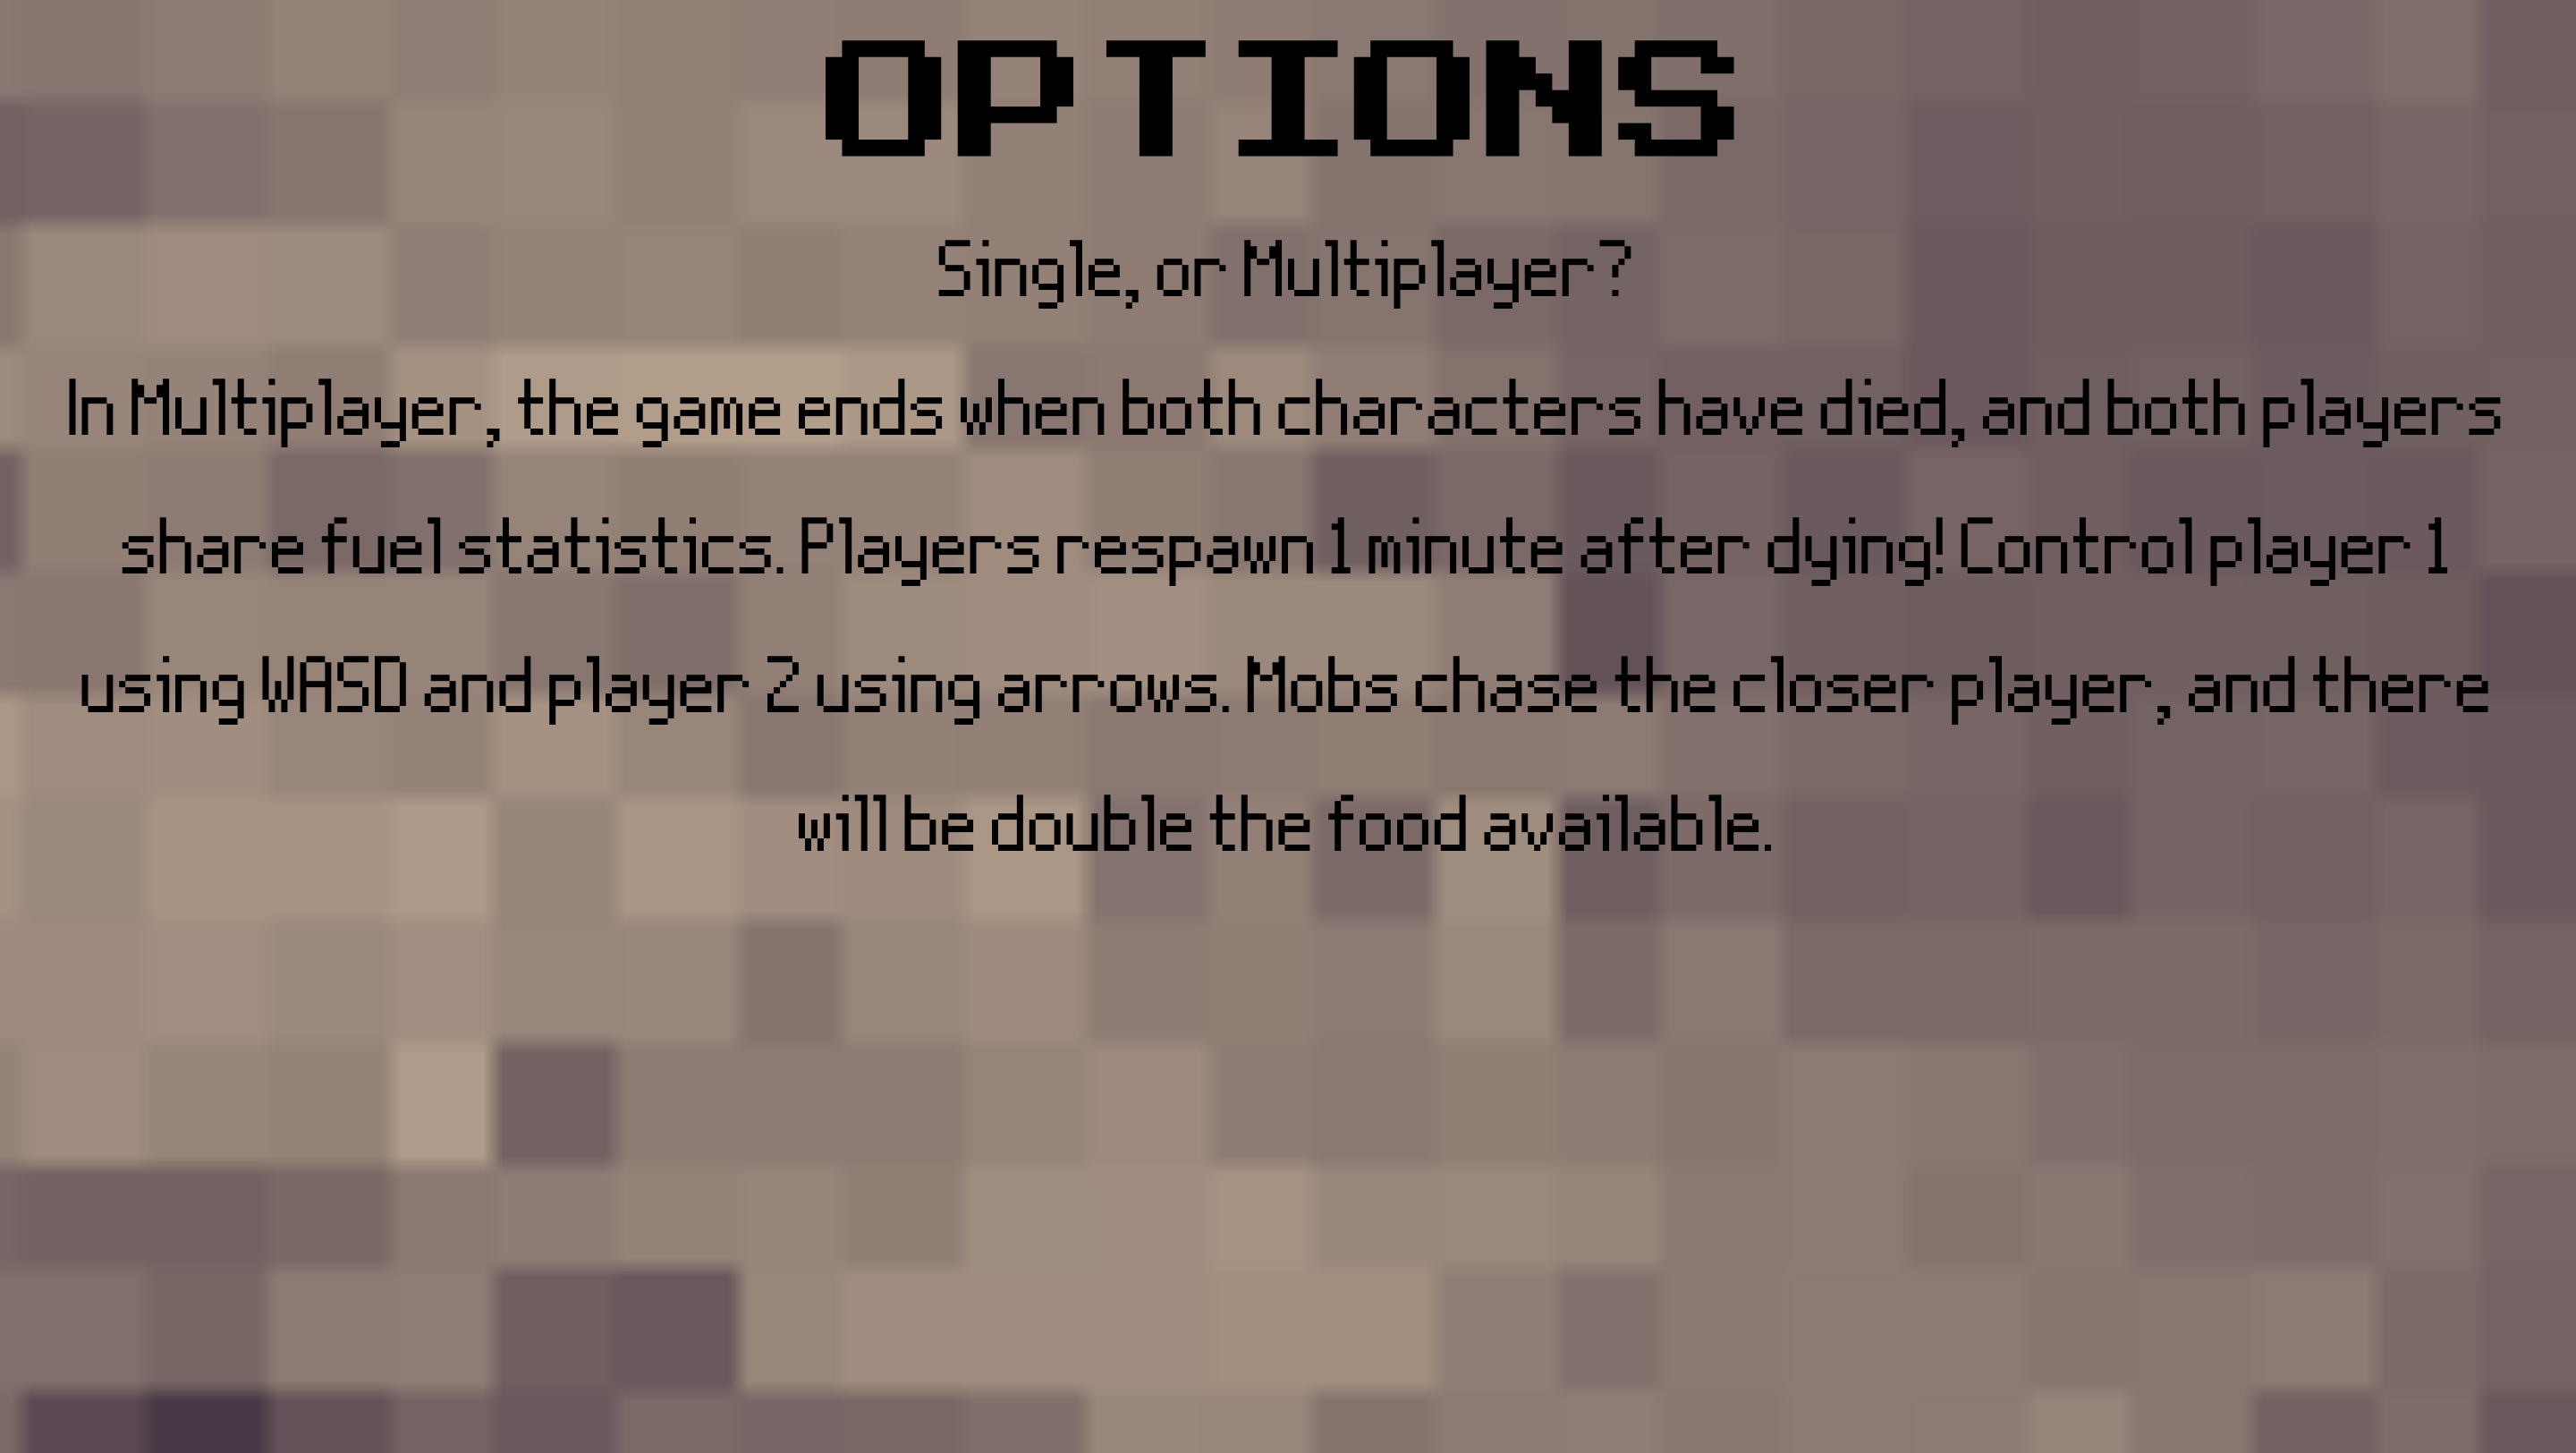 OPTIONS
Single, or Multiplayer?
In Multiplayer, the game ends when both characters have died, and both players
share fuel statistics. Players respawn 1 minute after dying! Control player 1
using WASD and player 2 using arrows. Mobs chase the closer player, and there
will be double the food available.